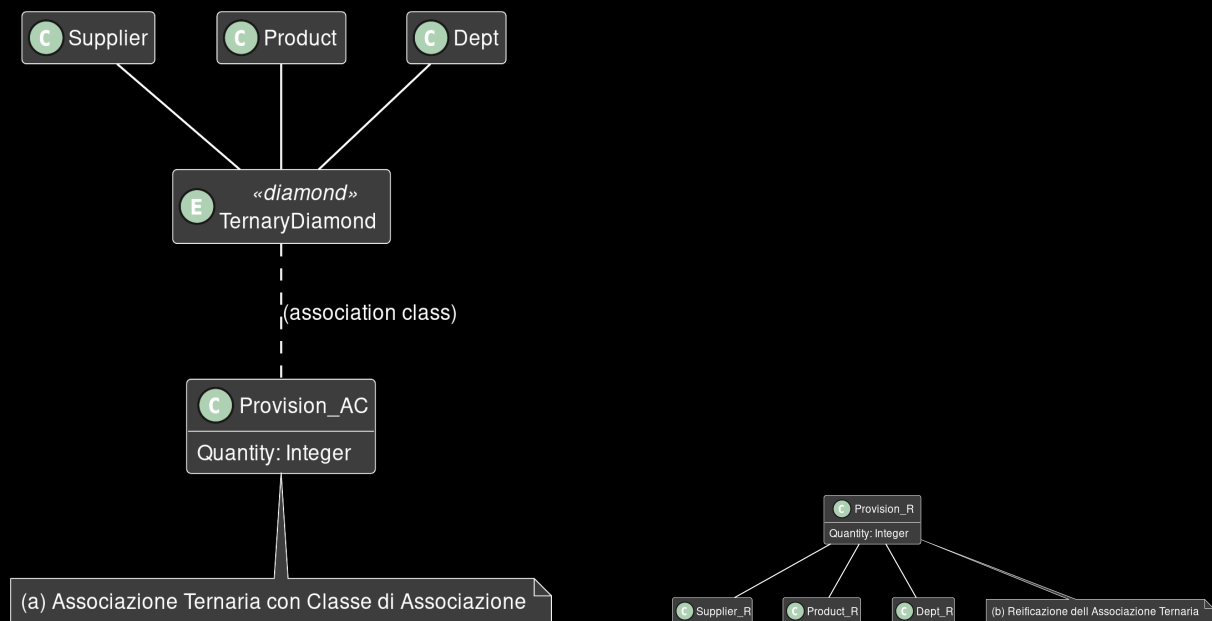 C Supplier
C Product
C Dept
«diamond»
E TernaryDiamond
(association class)
C Provision_AC
Quantity: Integer
(a) Associazione Ternaria con Classe di Associazione
C Provision_R
Quantity: Integer
C Supplier_R
C Product_R
C Dept_R
(b) Reificazione dell Associazione Ternaria